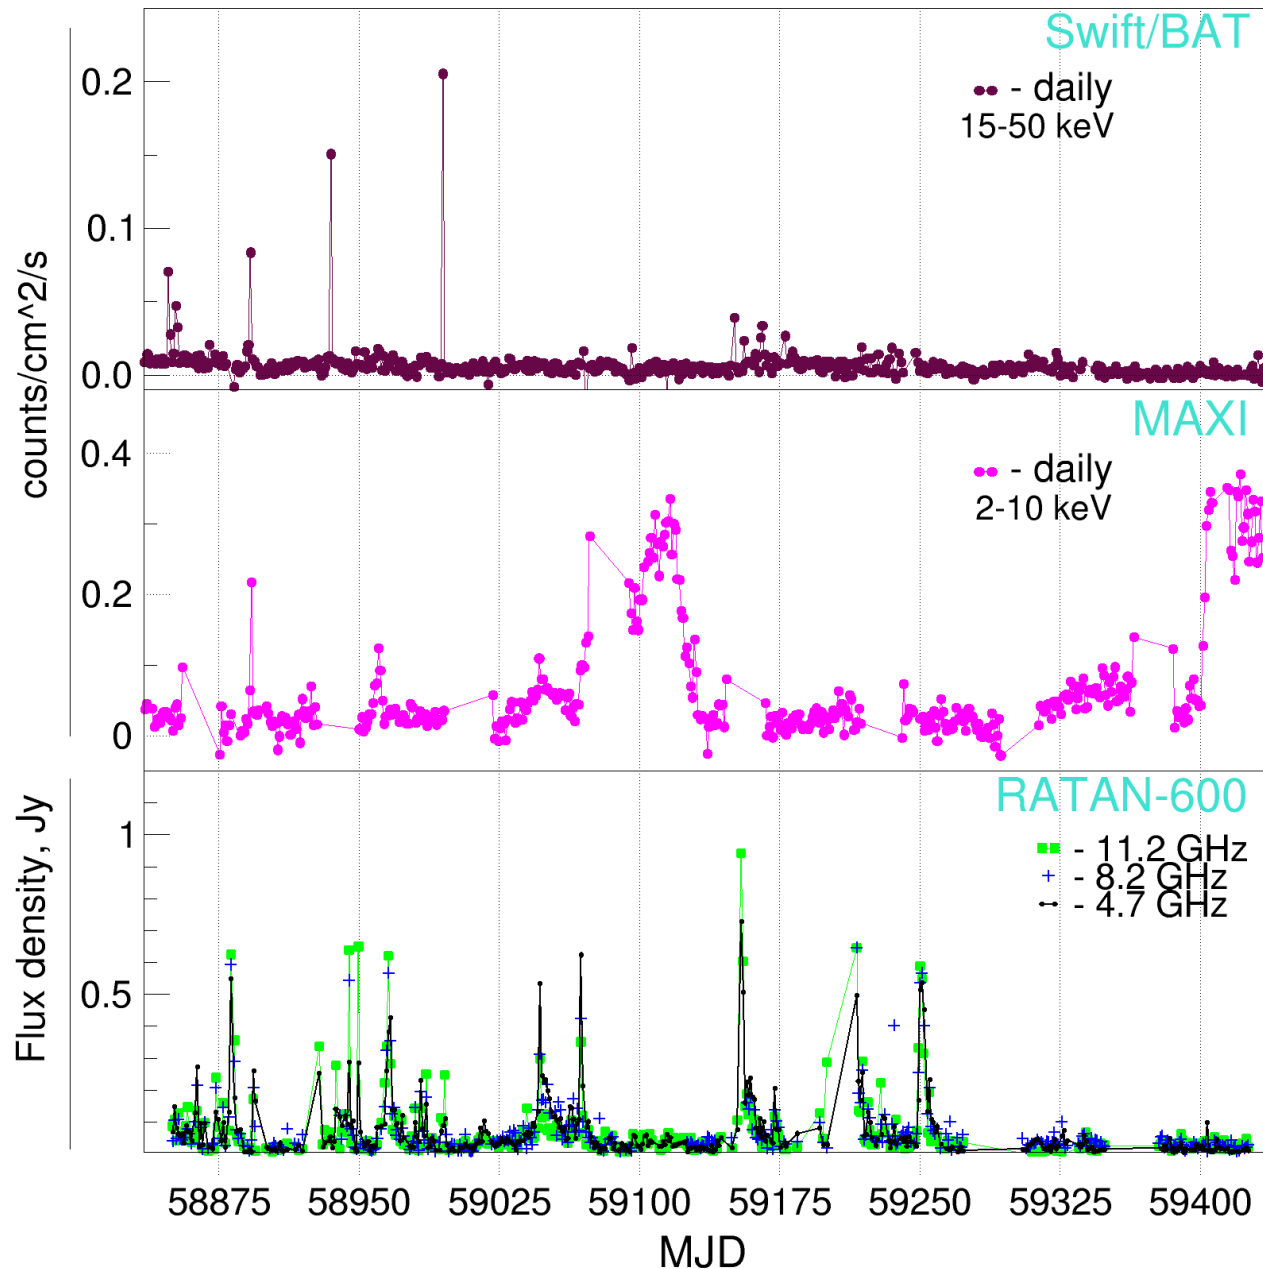 Swift/BAT
- daily
15-50 keV
0.2
0.1
0.0
counts/cm^2/s
MAXI
- daily
2-10 keV
0.4
0.2
0
RATAN-600
- 11.2 GHz
- 8.2 GHz
- 4.7 GHz
1
0.5
Flux density, Jy
58875 58950 59025 59100 59175 59250 59325 59400
MJD